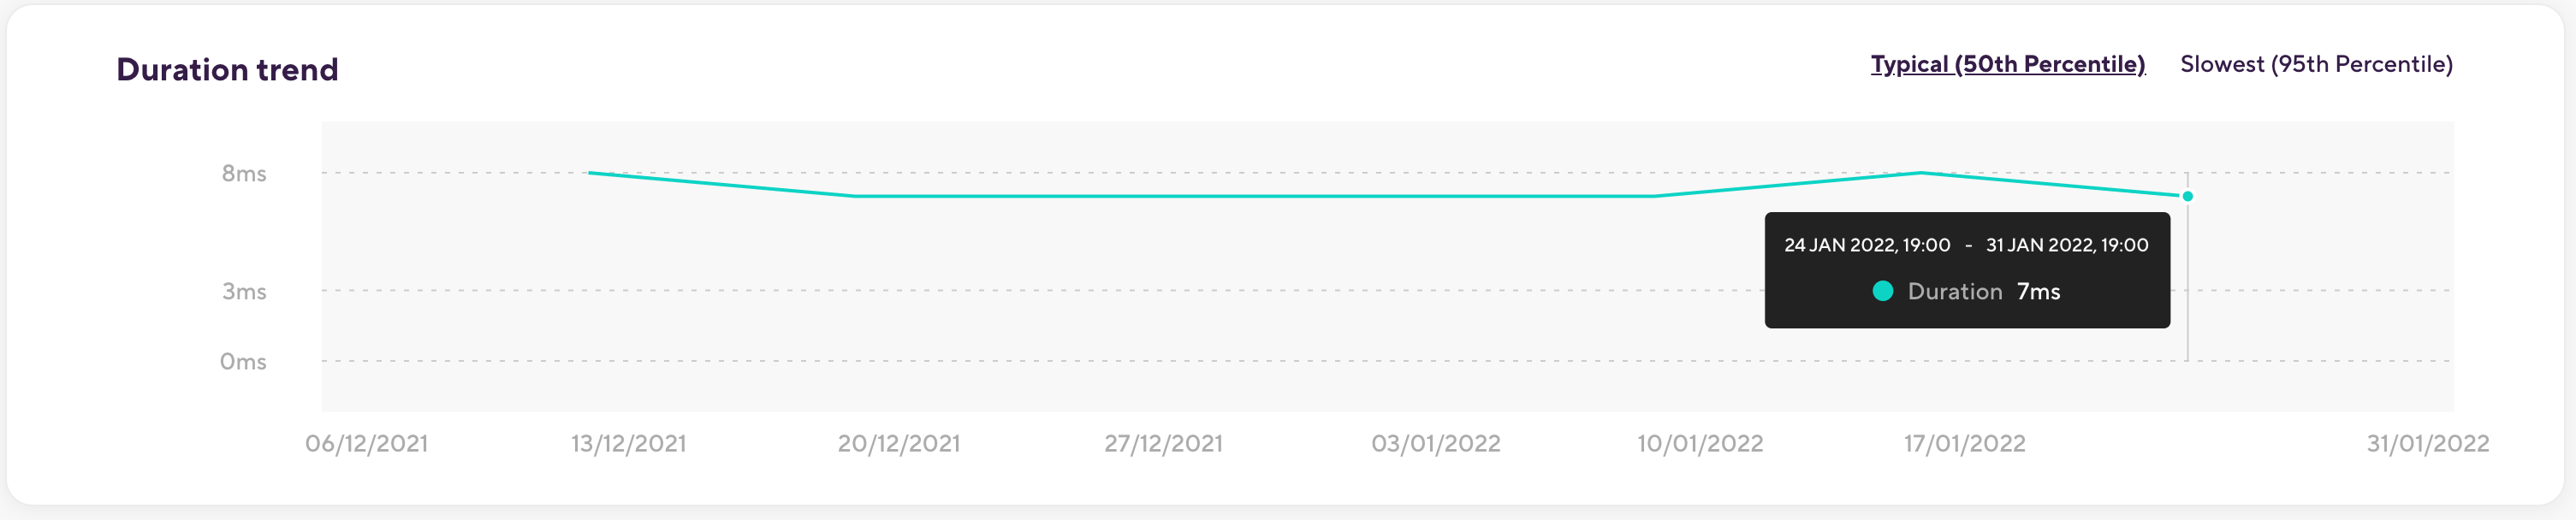 Duration trend
Typical (50th Percentile) Slowest (95th Percentile)
8ms
24 JAN 2022, 19:00 - 31 JAN 2022, 19:00
3ms
Duration 7ms
0ms
06/12/2021 13/12/2021 20/12/2021 27/12/2021 03/01/2022 10/01/2022 17/01/2022 31/01/2022